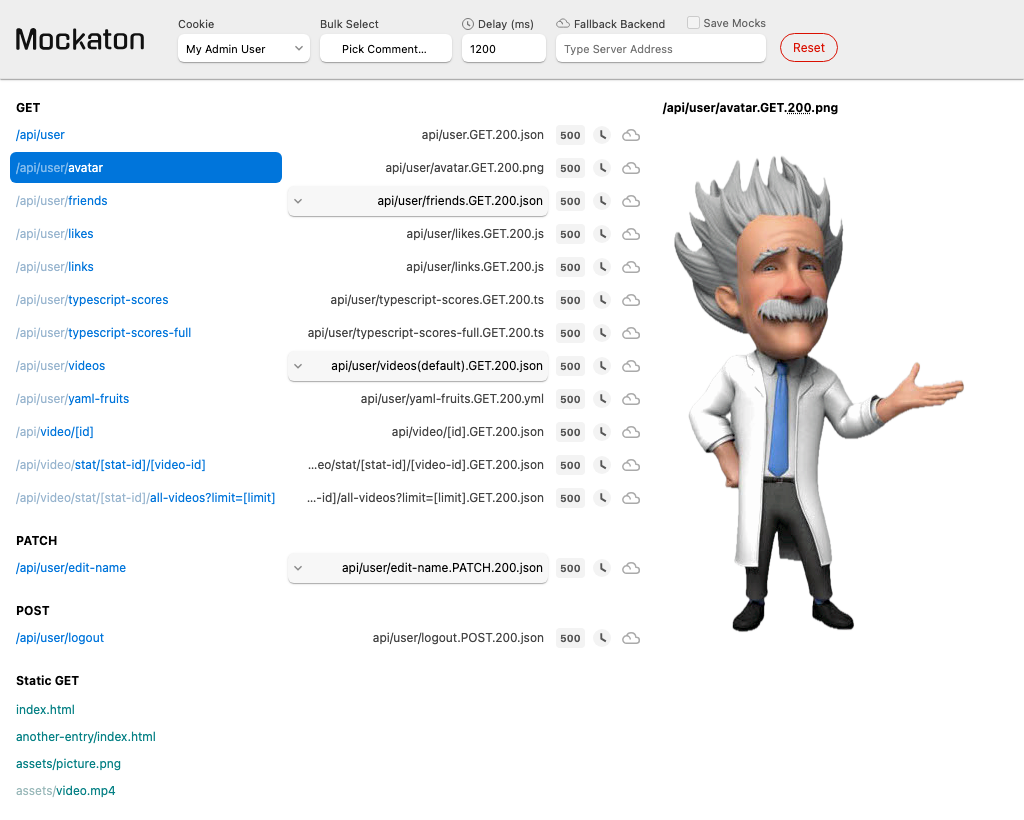 Mockaton
Cookie
My Admin User
Bulk Select
Pick Comment...
Delay (ms)
1200
Fallback Backend
Type Server Address
Save Mocks
Reset
GET
/api/user api/user.GET.200.json 500
/api/user/avatar api/user/avatar.GET.200.png 500
/api/user/friends api/user/friends.GET.200.json 500
/api/user/likes api/user/likes.GET.200.js 500
/api/user/links api/user/links.GET.200.js 500
/api/user/typescript-scores api/user/typescript-scores.GET.200.ts 500
/api/user/typescript-scores-full api/user/typescript-scores-full.GET.200.ts 500
/api/user/videos api/user/videos(default).GET.200.json 500
/api/user/yaml-fruits api/user/yaml-fruits.GET.200.yml 500
/api/video/[id] api/video/[id].GET.200.json 500
/api/video/stat/[stat-id]/[video-id] ...eo/stat/[stat-id]/[video-id].GET.200.json 500
/api/video/stat/[stat-id]/all-videos?limit=[limit] ...-id]/all-videos?limit=[limit].GET.200.json 500
PATCH
/api/user/edit-name api/user/edit-name.PATCH.200.json 500
POST
/api/user/logout api/user/logout.POST.200.json 500
Static GET
index.html
another-entry/index.html
assets/picture.png
assets/video.mp4
/api/user/avatar.GET.200.png